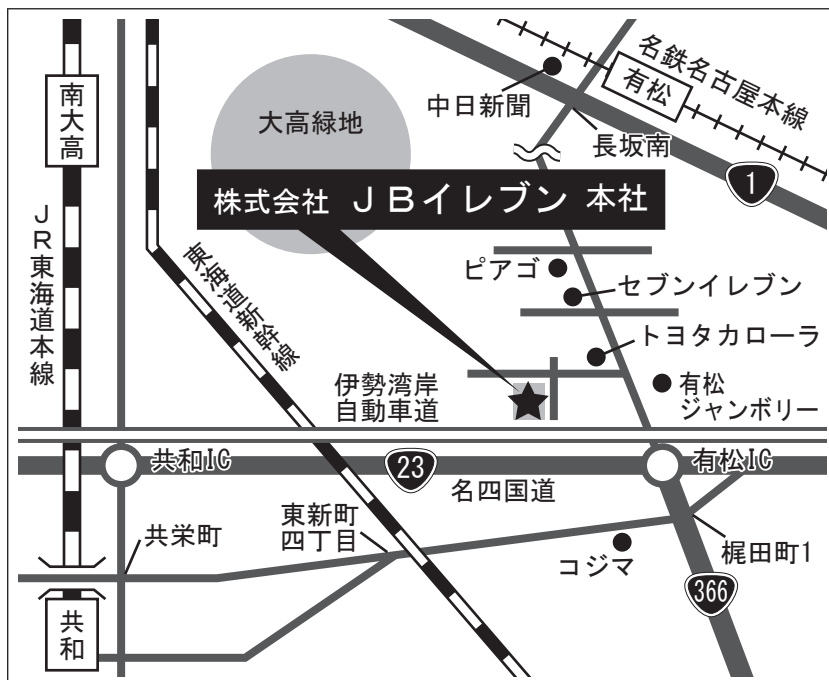 名鉄名古屋本線
有松
中日新聞
長坂南
1
南大高
大高緑地
株式会社 JBイレブン 本社
JR東海道本線
東海道新幹線
ピアゴ
セブンイレブン
トヨタカローラ
伊勢湾岸
自動車道
有松
ジャンボリー
共和IC
23
有松IC
名四国道
共栄町
東新町
四丁目
コジマ
梶田町1
366
共和